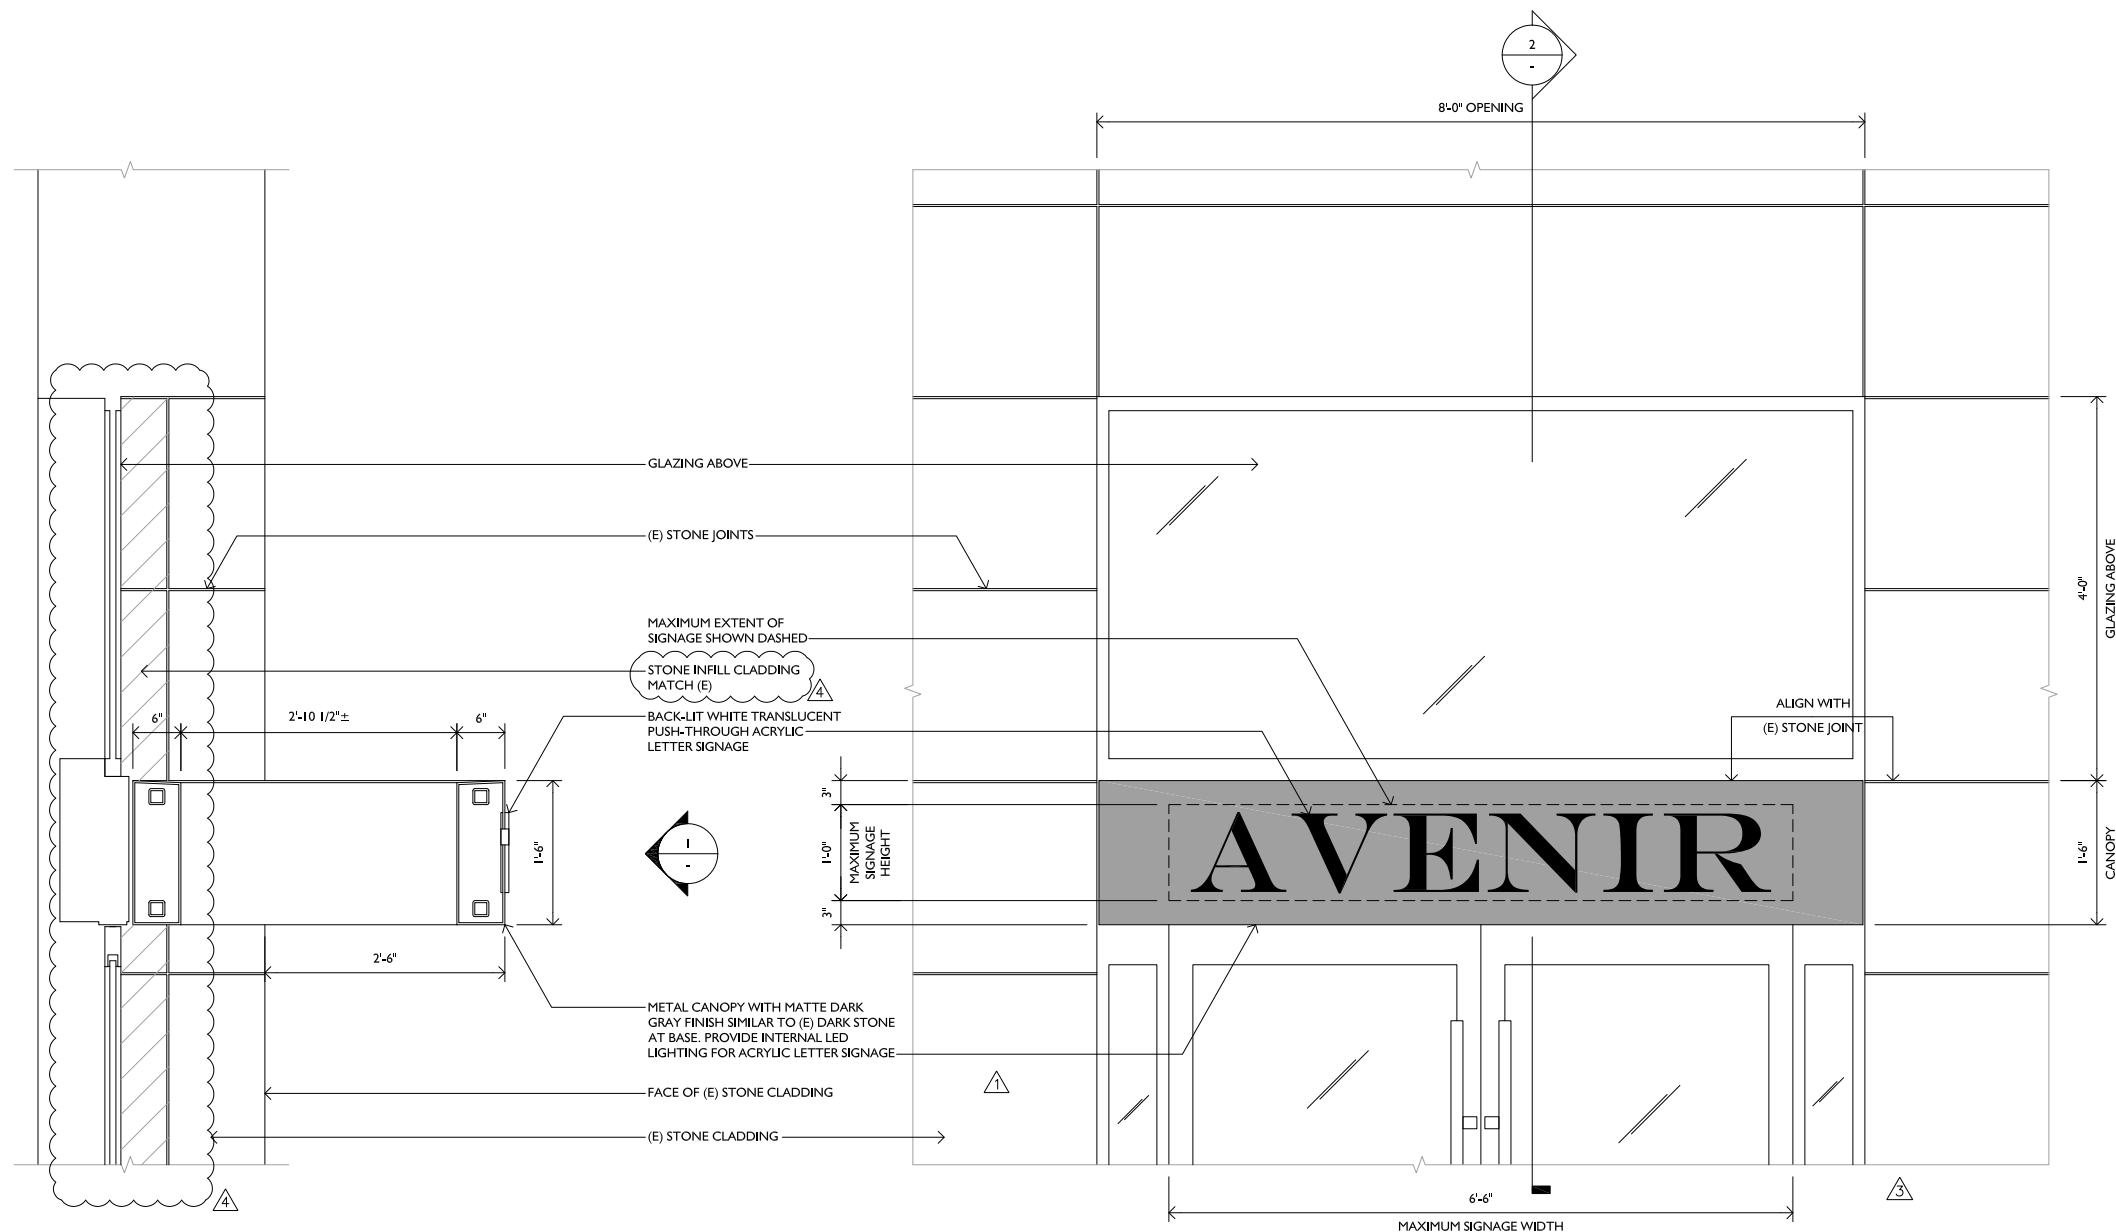 2
-
8'-0" OPENING
GLAZING ABOVE
(E) STONE JOINTS
MAXIMUM EXTENT OF
SIGNAGE SHOWN DASHED
STONE INFILL CLADDING
MATCH (E)
4
BACK-LIT WHITE TRANSLUCENT
PUSH-THROUGH ACRYLIC
LETTER SIGNAGE
6"
2'-10 1/2"±
6"
1'-6"
2'-6"
1
-
3"
1'-0"
3"
MAXIMUM
SIGNAGE
HEIGHT
AVENIR
ALIGN WITH
(E) STONE JOINT
4'-0"
GLAZING ABOVE
1'-6"
CANOPY
METAL CANOPY WITH MATTE DARK
GRAY FINISH SIMILAR TO (E) DARK STONE
AT BASE. PROVIDE INTERNAL LED
LIGHTING FOR ACRYLIC LETTER SIGNAGE
FACE OF (E) STONE CLADDING
1
(E) STONE CLADDING
4
3
6'-6"
MAXIMUM SIGNAGE WIDTH